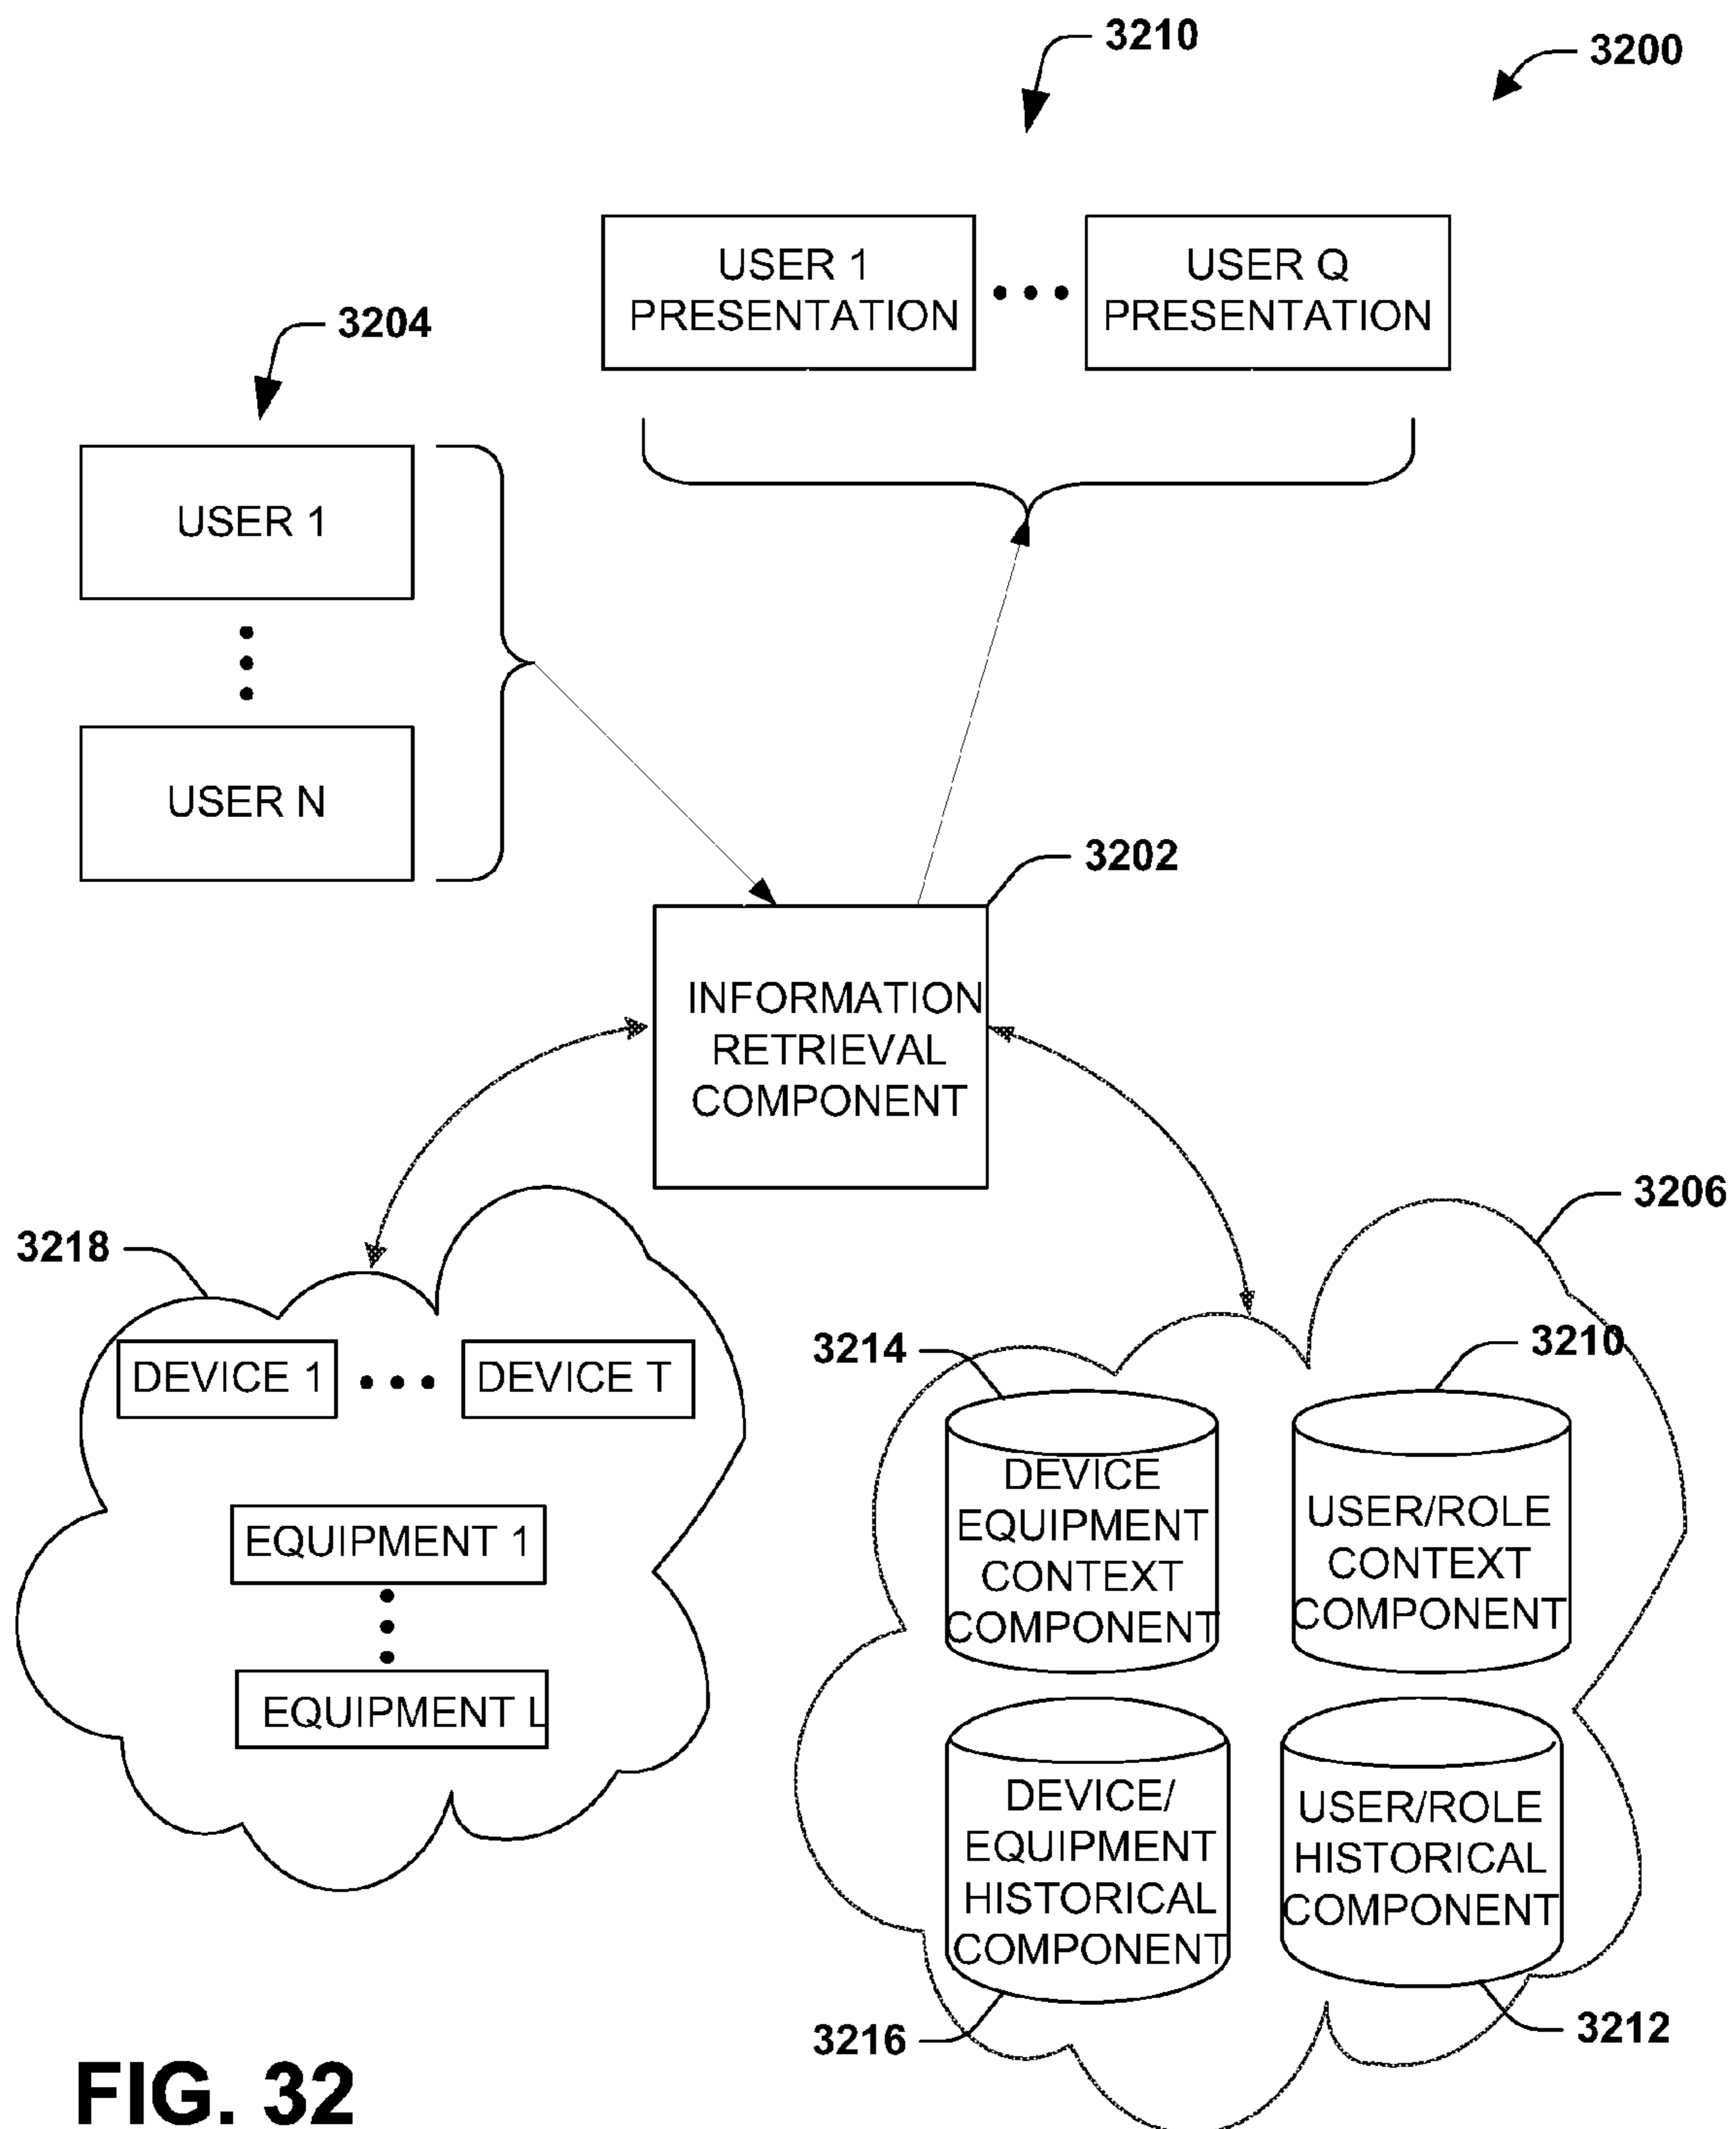 3210
3200
USER 1
PRESENTATION
USER Q
PRESENTATION
3204
USER 1
USER N
3202
INFORMATION
RETRIEVAL
COMPONENT
3206
3218
DEVICE 1
DEVICE T
EQUIPMENT 1
EQUIPMENT L
3214
3210
DEVICE
EQUIPMENT
CONTEXT
COMPONENT
USER/ROLE
CONTEXT
COMPONENT
DEVICE/
EQUIPMENT
HISTORICAL
COMPONENT
USER/ROLE
HISTORICAL
COMPONENT
3216
3212
FIG. 32